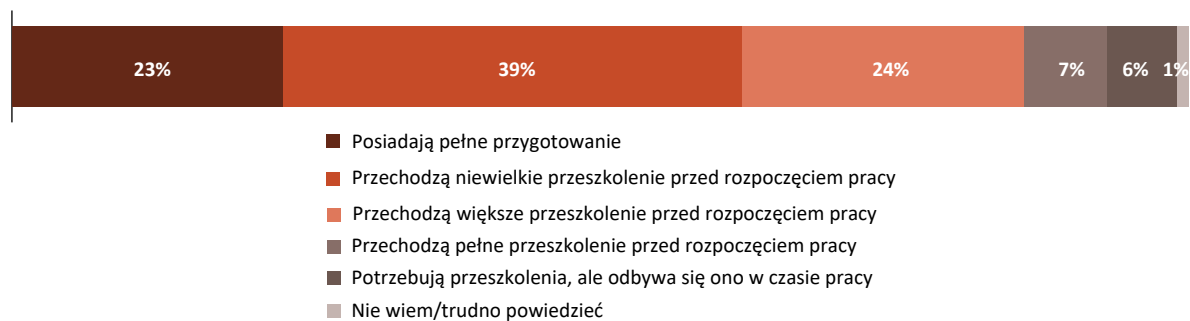 23% 39% 24% 7% 6% 1%
Posiadają pełne przygotowanie
Przechodzą niewielkie przeszkolenie przed rozpoczęciem pracy
Przechodzą większe przeszkolenie przed rozpoczęciem pracy
Przechodzą pełne przeszkolenie przed rozpoczęciem pracy
Potrzebują przeszkolenia, ale odbywa się ono w czasie pracy
Nie wiem/trudno powiedzieć